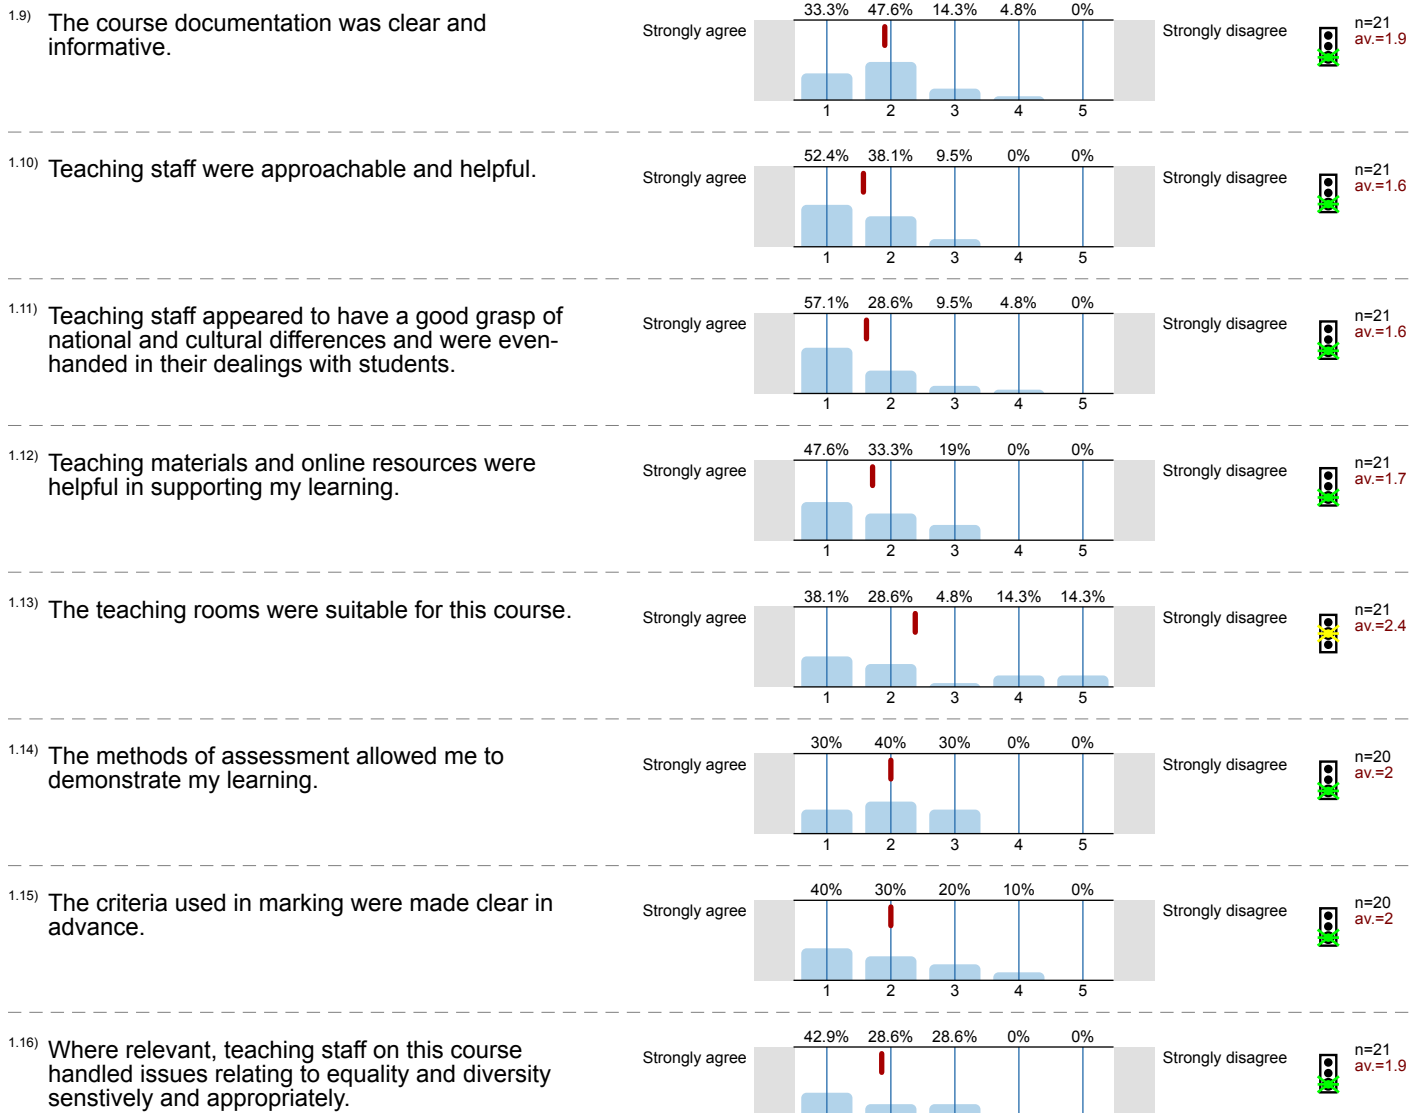 1.9) The course documentation was clear and
informative.
Strongly agree
33.3% 47.6% 14.3% 4.8% 0%
1 2 3 4 5
Strongly disagree
n=21
av.=1.9
1.10) Teaching staff were approachable and helpful.
Strongly agree
52.4% 38.1% 9.5% 0% 0%
1 2 3 4 5
Strongly disagree
n=21
av.=1.6
1.11) Teaching staff appeared to have a good grasp of
national and cultural differences and were even-
handed in their dealings with students.
Strongly agree
57.1% 28.6% 9.5% 4.8% 0%
1 2 3 4 5
Strongly disagree
n=21
av.=1.6
1.12) Teaching materials and online resources were
helpful in supporting my learning.
Strongly agree
47.6% 33.3% 19% 0% 0%
1 2 3 4 5
Strongly disagree
n=21
av.=1.7
1.13) The teaching rooms were suitable for this course.
Strongly agree
38.1% 28.6% 4.8% 14.3% 14.3%
1 2 3 4 5
Strongly disagree
n=21
av.=2.4
1.14) The methods of assessment allowed me to
demonstrate my learning.
Strongly agree
30% 40% 30% 0% 0%
1 2 3 4 5
Strongly disagree
n=20
av.=2
1.15) The criteria used in marking were made clear in
advance.
Strongly agree
40% 30% 20% 10% 0%
1 2 3 4 5
Strongly disagree
n=20
av.=2
1.16) Where relevant, teaching staff on this course
handled issues relating to equality and diversity
senstively and appropriately.
Strongly agree
42.9% 28.6% 28.6% 0% 0%
Strongly disagree
n=21
av.=1.9